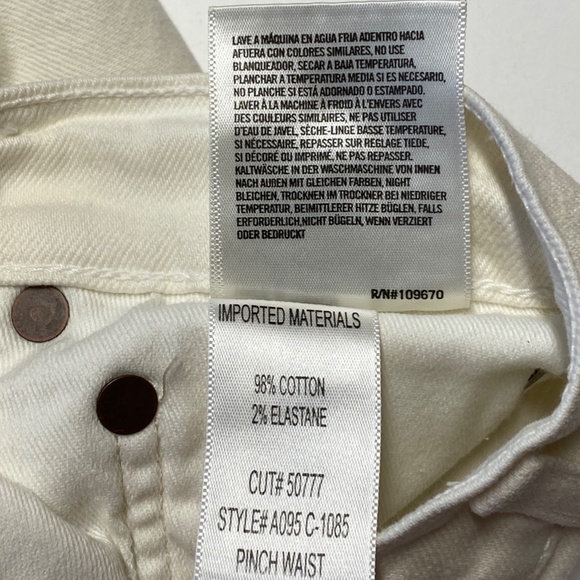 LAVE A MÁQUINA EN AGUA FRIA ADENTRO HACIA
AFUERA CON COLORES SIMILARES, NO USE
BLANQUEADOR, SECAR A BAJA TEMPERATURA,
PLANCHAR A TEMPERATURA MEDIA SI ES NECESARIO,
NO PLANCHE SI ESTÁ ADORNADO O ESTAMPADO.
LAVER À LA MACHINE À FROID À L'ENVERS AVEC
DES COULEURS SIMILAIRES, NE PAS UTILISER
D'EAU DE JAVEL, SÈCHE-LINGE BASSE TEMPERATURE,
SI NÉCESSAIRE, REPASSER SUR REGLAGE TIEDE,
SI DÉCORÉ OU IMPRIMÉ, NE PAS REPASSER.
KALTWÄSCHE IN DER WASCHMASCHINE VON INNEN
NACH AUßEN MIT GLEICHEN FARBEN, NIGHT
BLEICHEN, TROCKNEN IM TROCKNER BEI NIEDRIGER
TEMPERATUR, BEIMITTLERER HITZE BÜGLEN, FALLS
ERFORDERLICH,NICHT BÜGELN, WENN VERZIERT
ODER BEDRUCKT
R/N#109670
IMPORTED MATERIALS
98% COTTON
2% ELASTANE
CUT# 50777
STYLE# A095 C-1085
PINCH WAIST